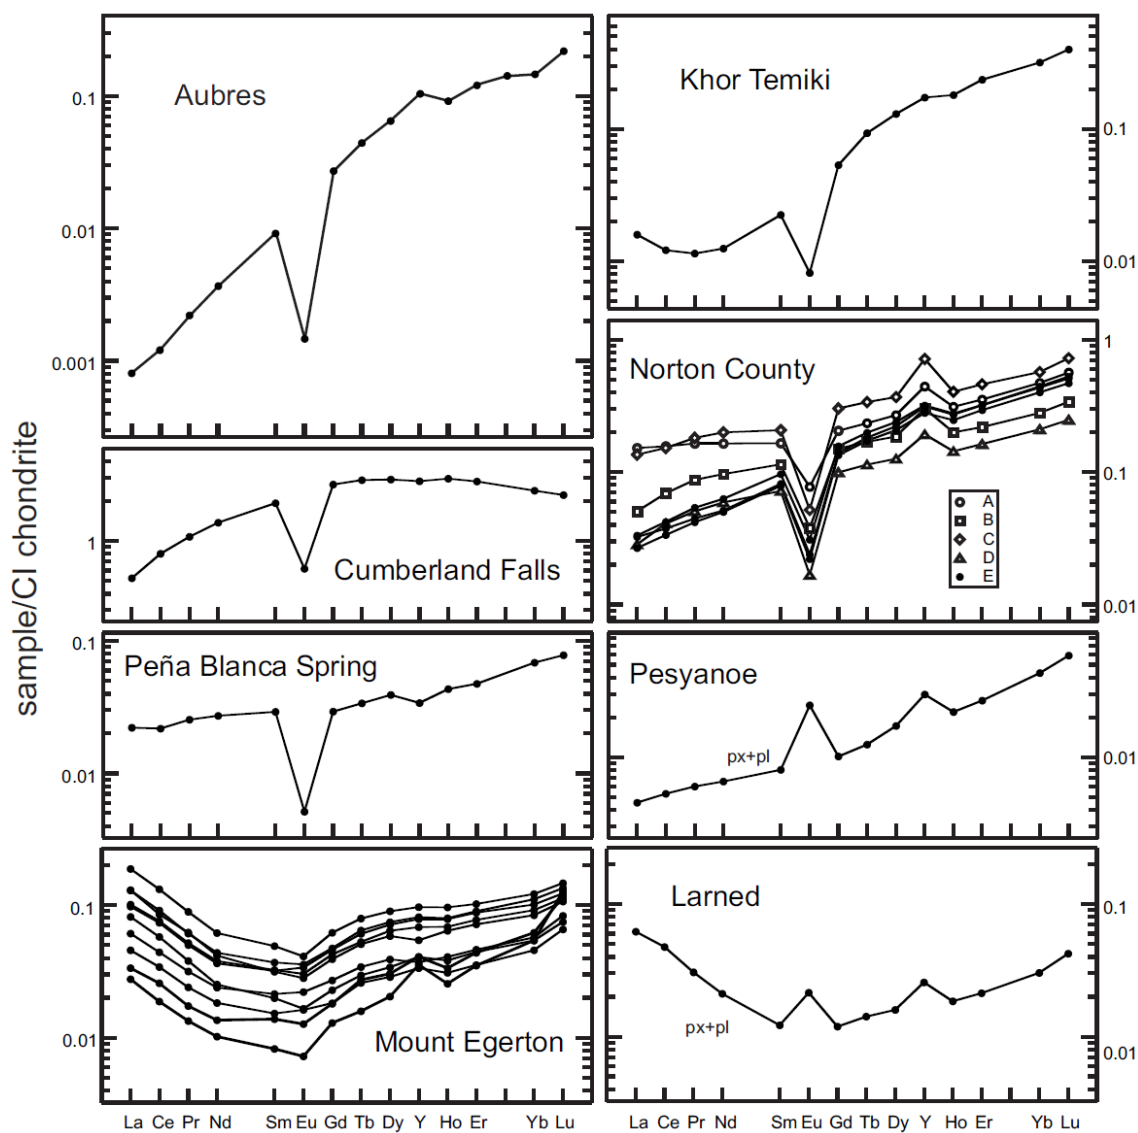 sample/CI chondrite
Aubres
0.1
0.01
0.001
Khor Temiki
0.1
0.01
Cumberland Falls
1
Norton County
1
0.1
0.01
A
B
C
D
E
Peña Blanca Spring
0.1
0.01
Pesyanoe
px+pl
0.01
Mount Egerton
0.1
0.01
Larned
px+pl
0.1
0.01
La Ce Pr Nd Sm Eu Gd Tb Dy Y Ho Er Yb Lu
La Ce Pr Nd Sm Eu Gd Tb Dy Y Ho Er Yb Lu